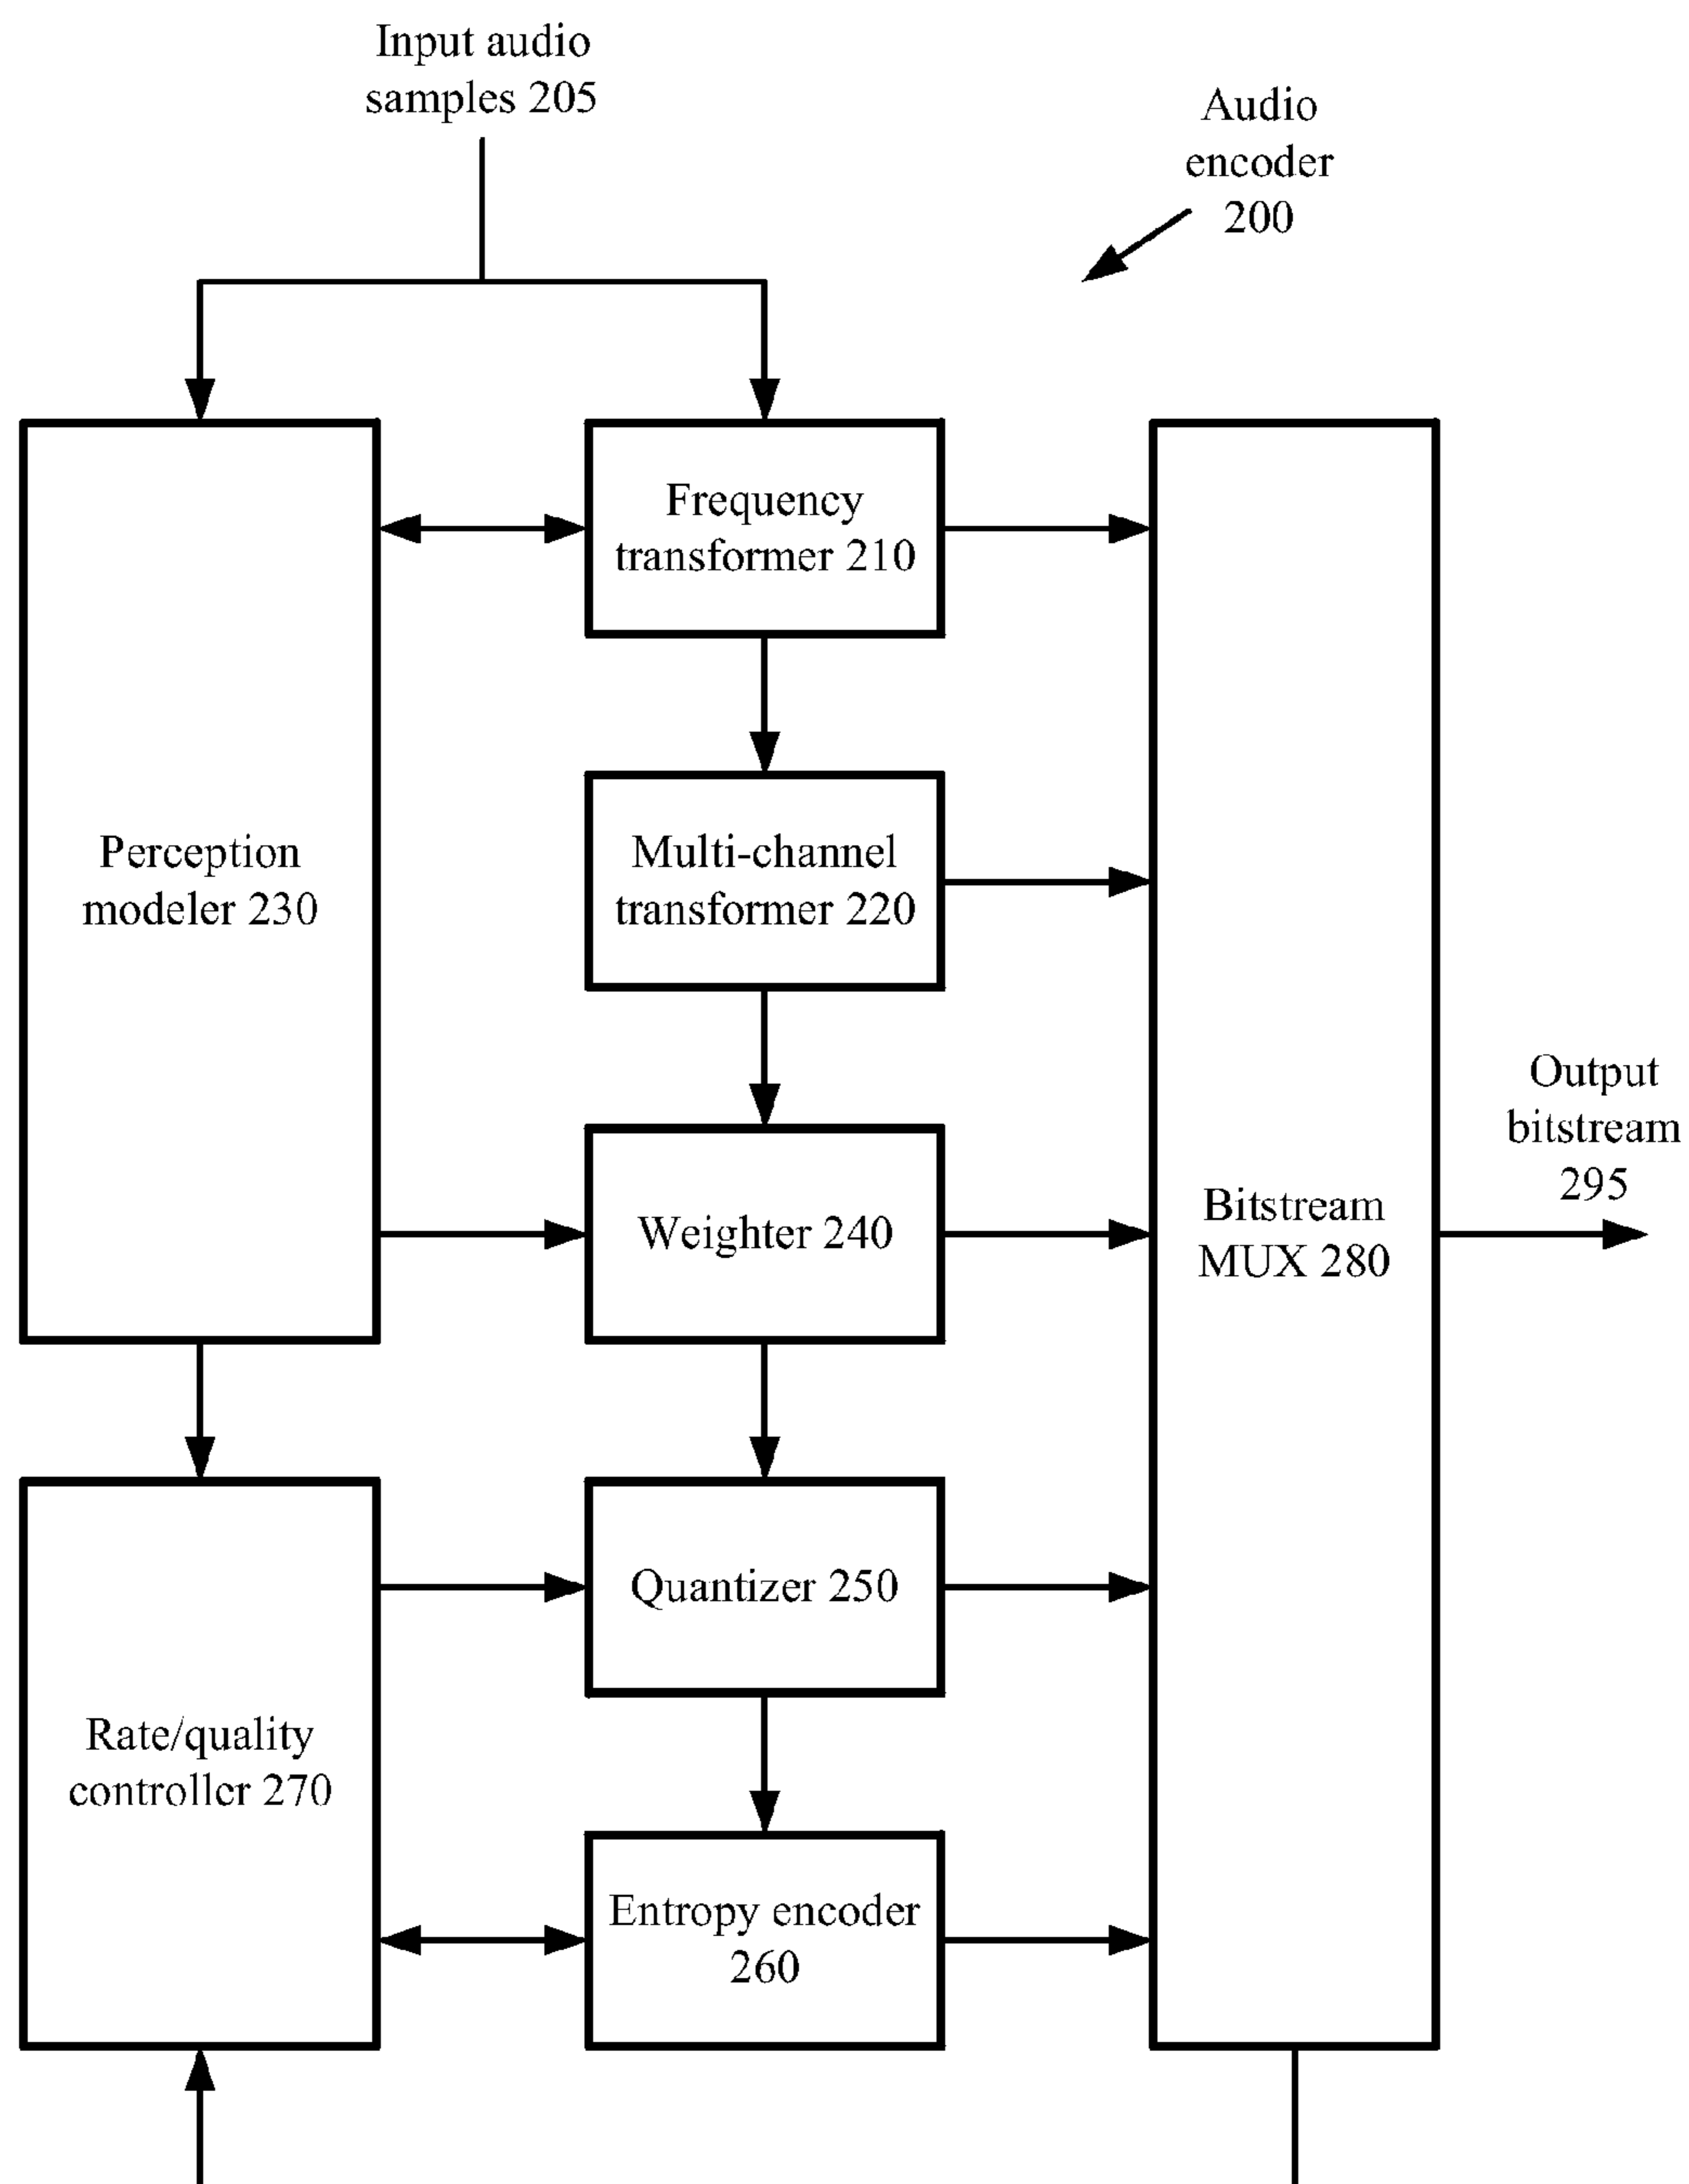 Input audio
samples 205
Audio
encoder
200
Frequency
transformer 210
Perception
modeler 230
Multi-channel
transformer 220
Output
bitstream
295
Weighter 240
Bitstream
MUX 280
Quantizer 250
Rate/quality
controller 270
Entropy encoder
260